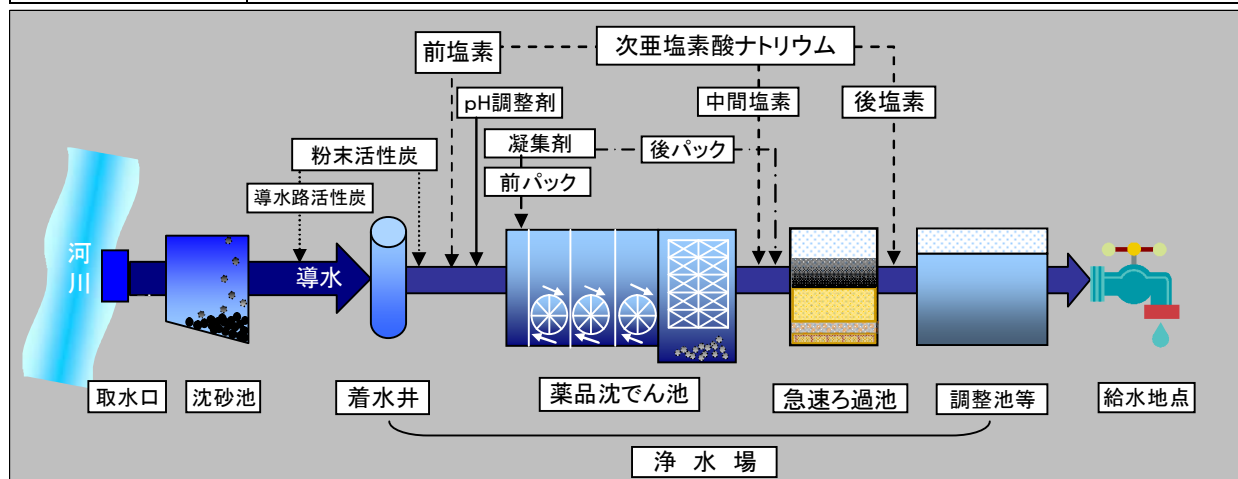 次亜塩素酸ナトリウム
前塩素
pH調整剤
中間塩素
後塩素
凝集剤
後パック
粉末活性炭
前パック
導水路活性炭
河川
導水
取水口
沈砂池
着水井
薬品沈でん池
急速ろ過池
調整池等
給水地点
浄水場